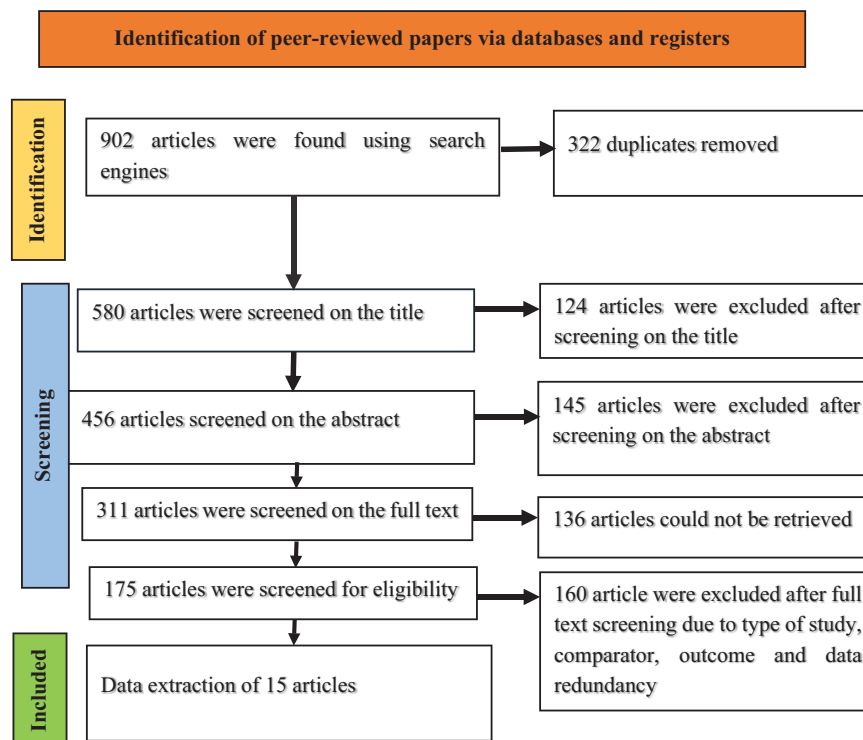 Identification of peer-reviewed papers via databases and registers
Identification
902 articles were found using search
engines
322 duplicates removed
Screening
580 articles were screened on the title
124 articles were excluded after
screening on the title
456 articles screened on the abstract
145 articles were excluded after
screening on the abstract
311 articles were screened on the full text
136 articles could not be retrieved
175 articles were screened for eligibility
160 article were excluded after full
text screening due to type of study,
comparator, outcome and data
redundancy
Included
Data extraction of 15 articles